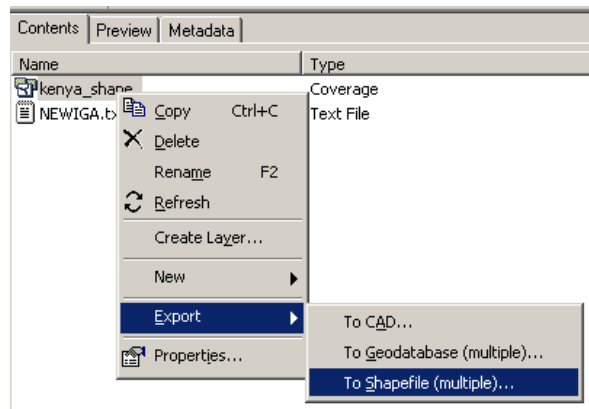 Contents Preview Metadata
Name Type
kenya_shape Coverage
NEWIGA.tx Text File
Copy Ctrl+C
Delete
Rename F2
Refresh
Create Layer...
New
Export
Properties...
To CAD...
To Geodatabase (multiple)...
To Shapefile (multiple)...